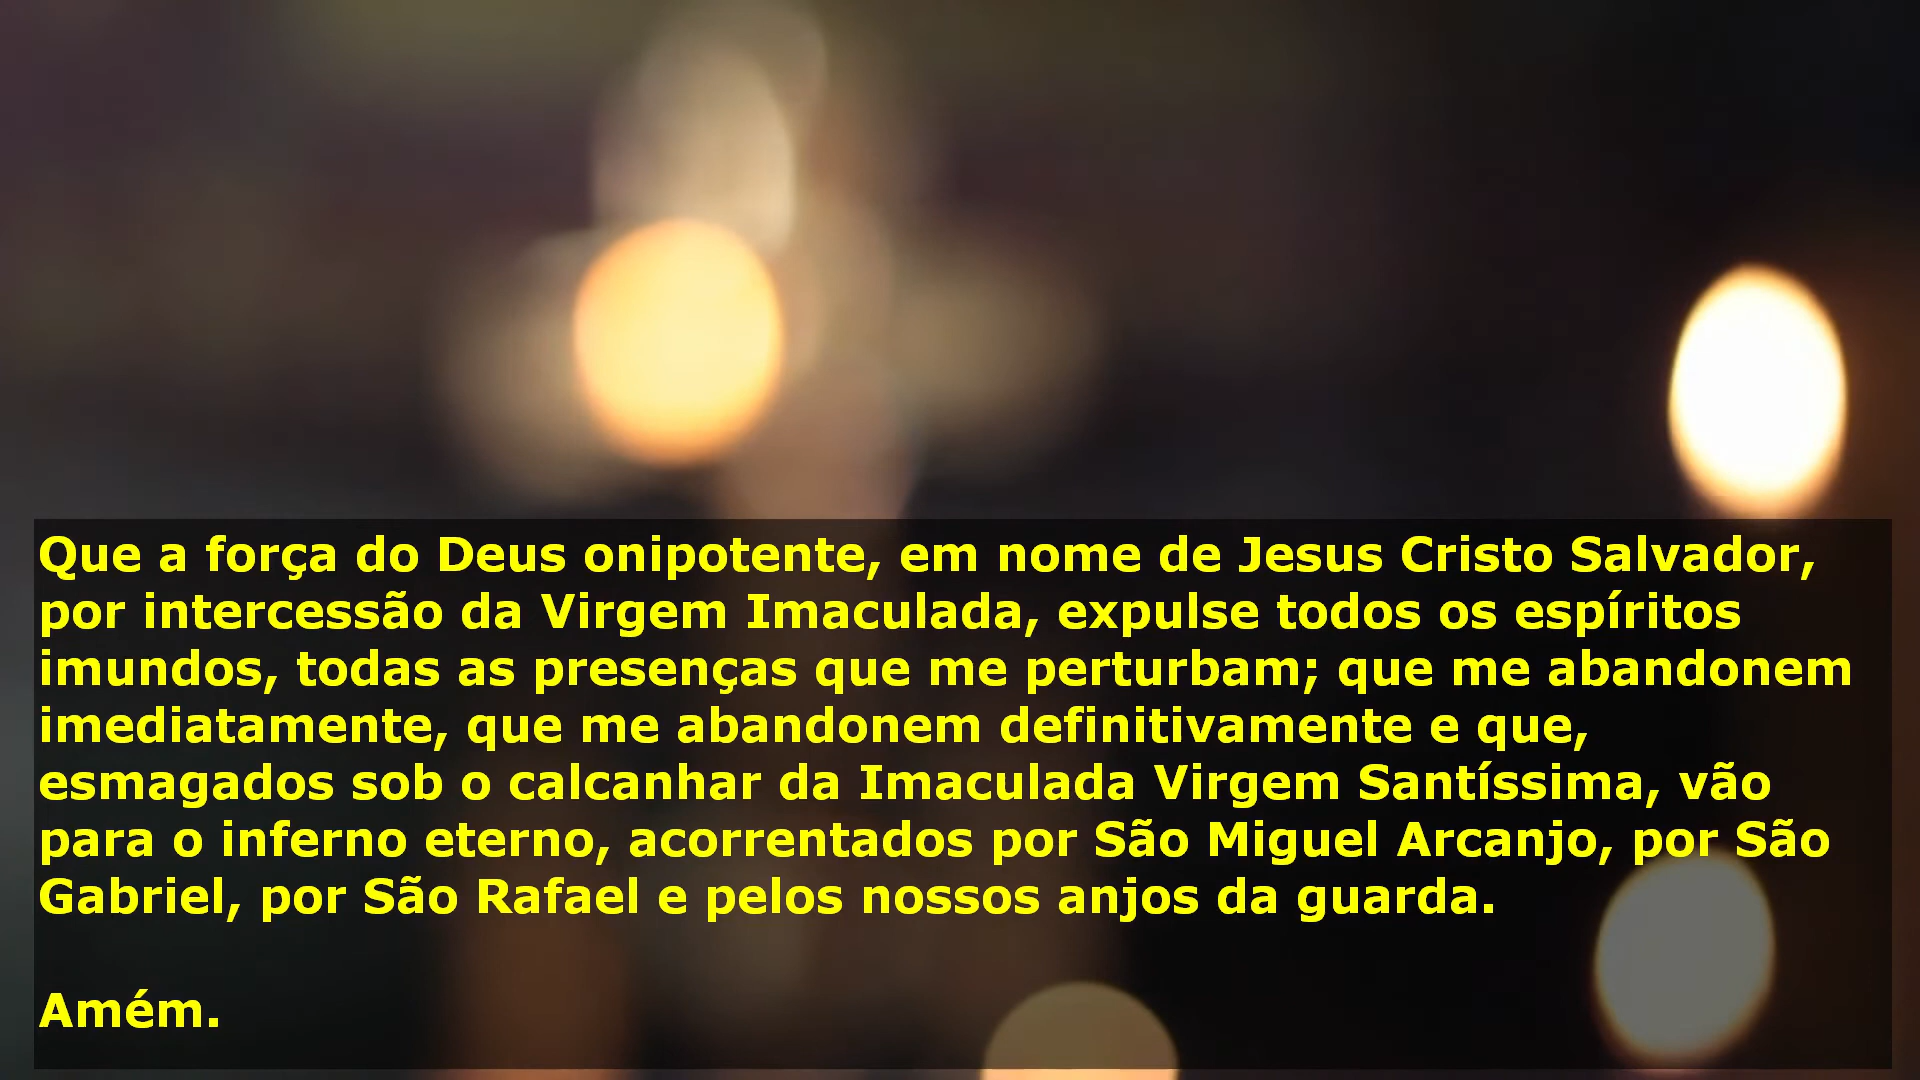 Que a força do Deus onipotente, em nome de Jesus Cristo Salvador,
por intercessão da Virgem Imaculada, expulse todos os espíritos
imundos, todas as presenças que me perturbam; que me abandonem
imediatamente, que me abandonem definitivamente e que,
esmagados sob o calcanhar da Imaculada Virgem Santíssima, vão
para o inferno eterno, acorrentados por São Miguel Arcanjo, por São
Gabriel, por São Rafael e pelos nossos anjos da guarda.
Amém.